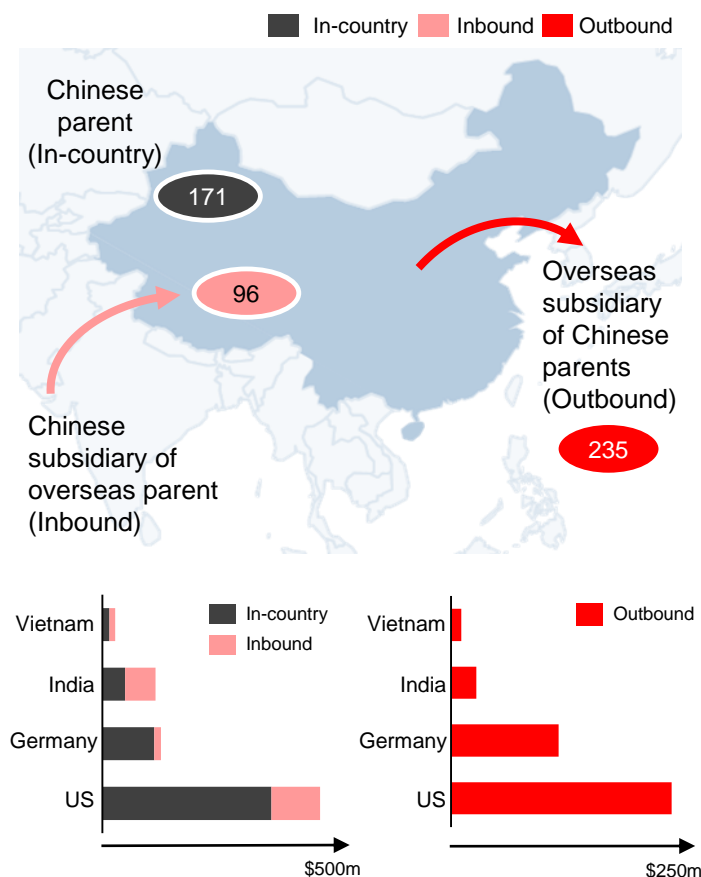 In-country Inbound Outbound
Chinese
parent
(In-country)
171
96
Overseas
subsidiary
of Chinese
parents
(Outbound)
235
Chinese
subsidiary of
overseas parent
(Inbound)
In-country
Inbound
Vietnam
India
Germany
US
$500m
Outbound
Vietnam
India
Germany
US
$250m